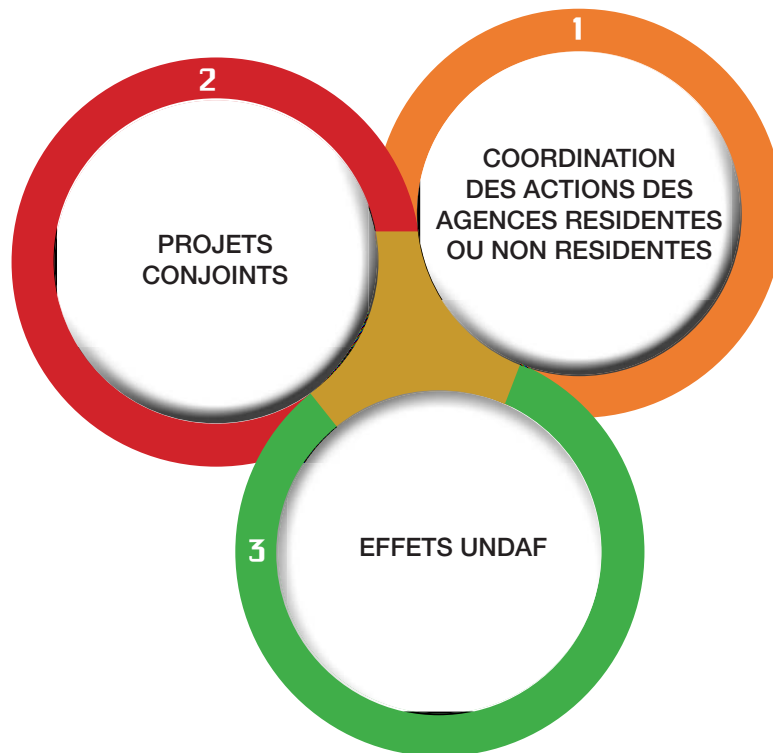 1
COORDINATION
DES ACTIONS DES
AGENCES RESIDENTES
OU NON RESIDENTES
2
PROJETS
CONJOINTS
3
EFFETS UNDAF